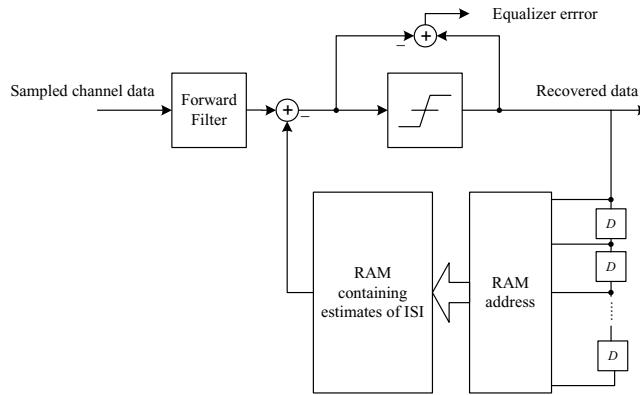 Equalizer errror
Sampled channel data
Forward
Filter
Recovered data
RAM
containing
estimates of ISI
RAM
address
D
D
D